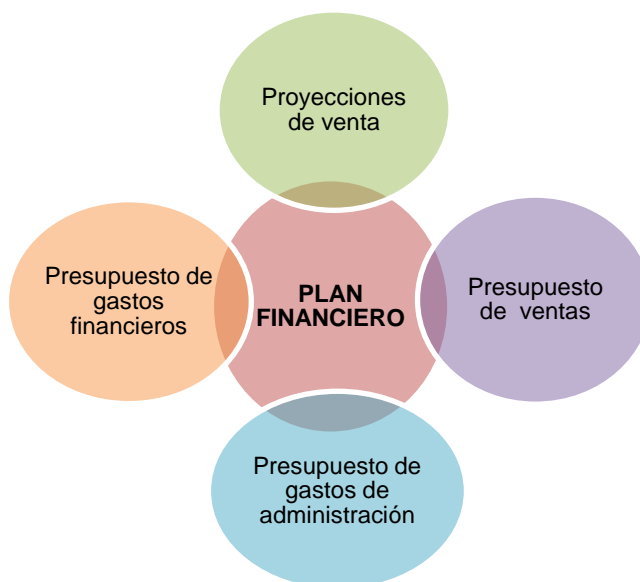 Proyecciones
de venta
Presupuesto de
gastos
financieros
PLAN
FINANCIERO
Presupuesto
de ventas
Presupuesto de
gastos de
administración